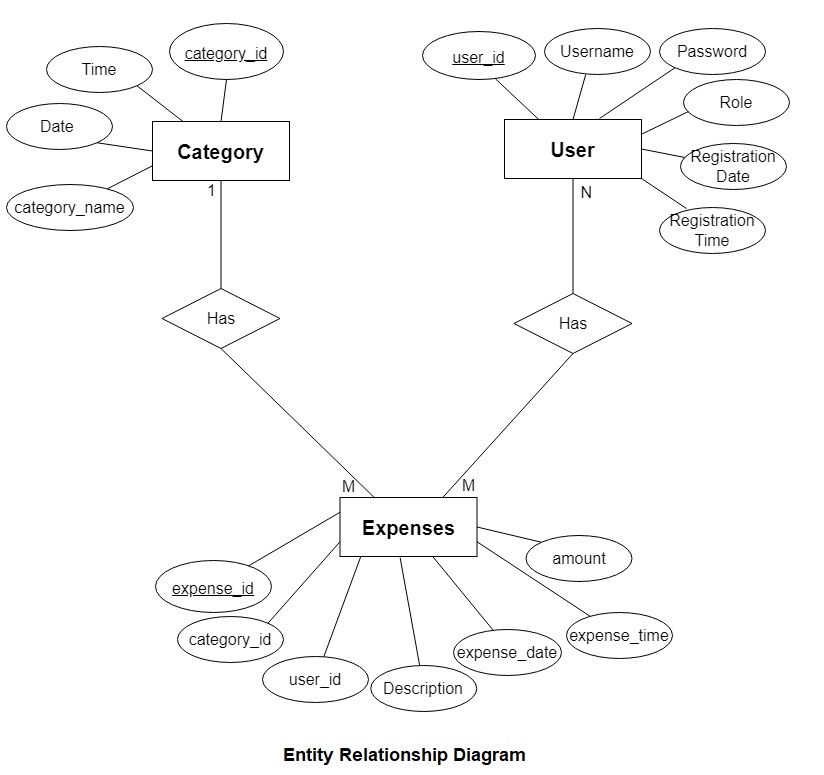 category_id
Time
Date
category_name
Category
1
Has
user_id
Username
Password
Role
Registration
Date
Registration
Time
User
N
Has
M
M
Expenses
expense_id
category_id
user_id
Description
expense_date
expense_time
amount
Entity Relationship Diagram